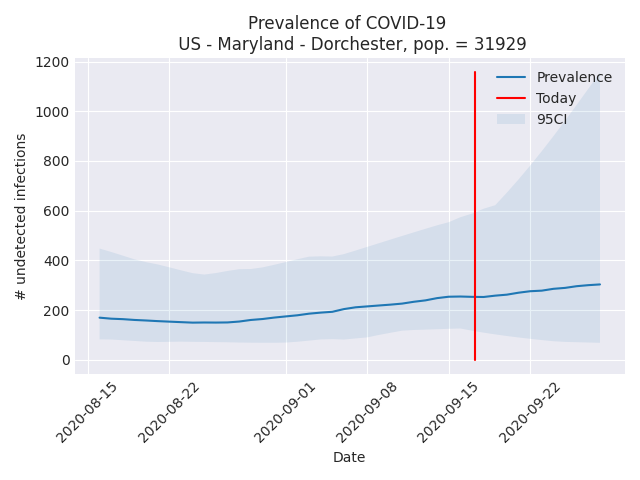 Prevalence of COVID-19
US - Maryland - Dorchester, pop. = 31929
Prevalence
Today
95CI
# undetected infections
1200
1000
800
600
400
200
0
2020-08-15
2020-08-22
2020-09-01
2020-09-08
2020-09-15
2020-09-22
Date